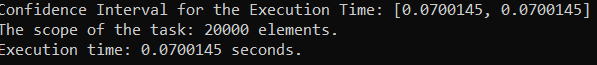 Confidence Interval for the Execution Time: [0.0700145, 0.0700145]
The scope of the task: 20000 elements.
Execution time: 0.0700145 seconds.